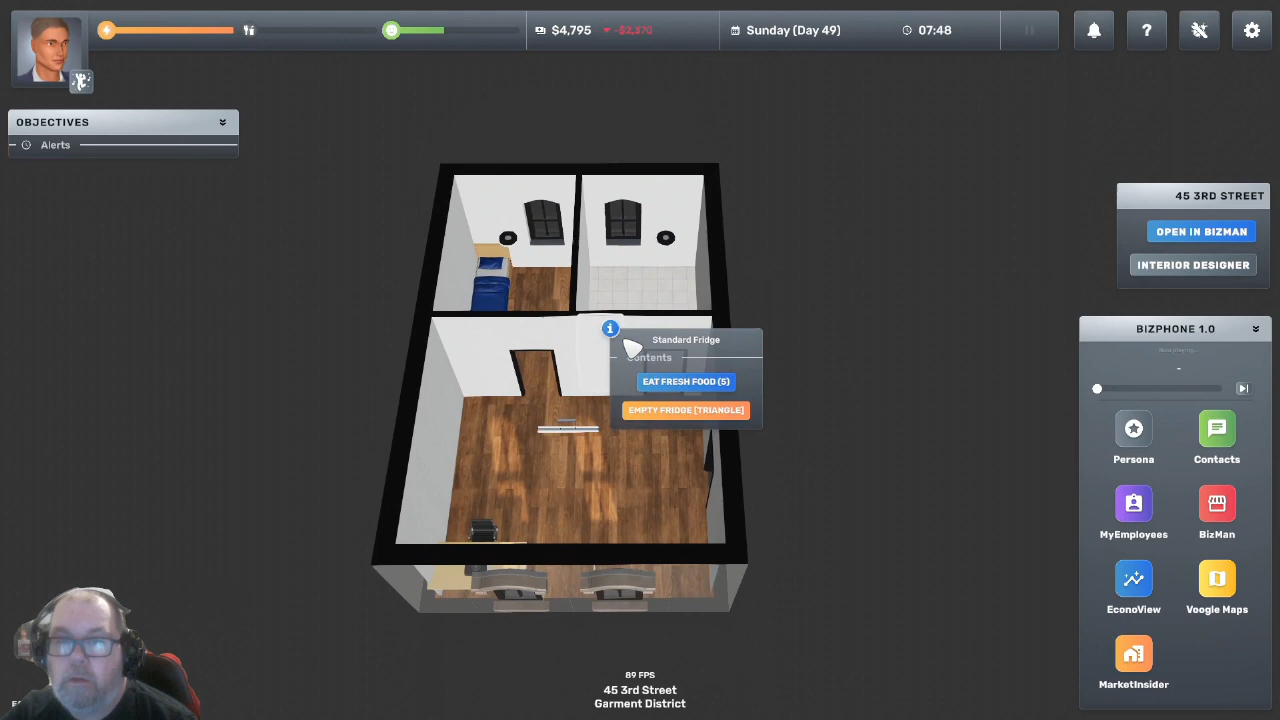 $4,795 -$2,370
Sunday (Day 49)
07:48
?
OBJECTIVES
Alerts
45 3RD STREET
OPEN IN BIZMAN
INTERIOR DESIGNER
i
Standard Fridge
Contents
EAT FRESH FOOD (5)
EMPTY FRIDGE [TRIANGLE]
BIZPHONE 1.0
Now playing...
-
Persona
Contacts
MyEmployees
BizMan
EconoView
Voogle Maps
MarketInsider
89 FPS
45 3rd Street
Garment District